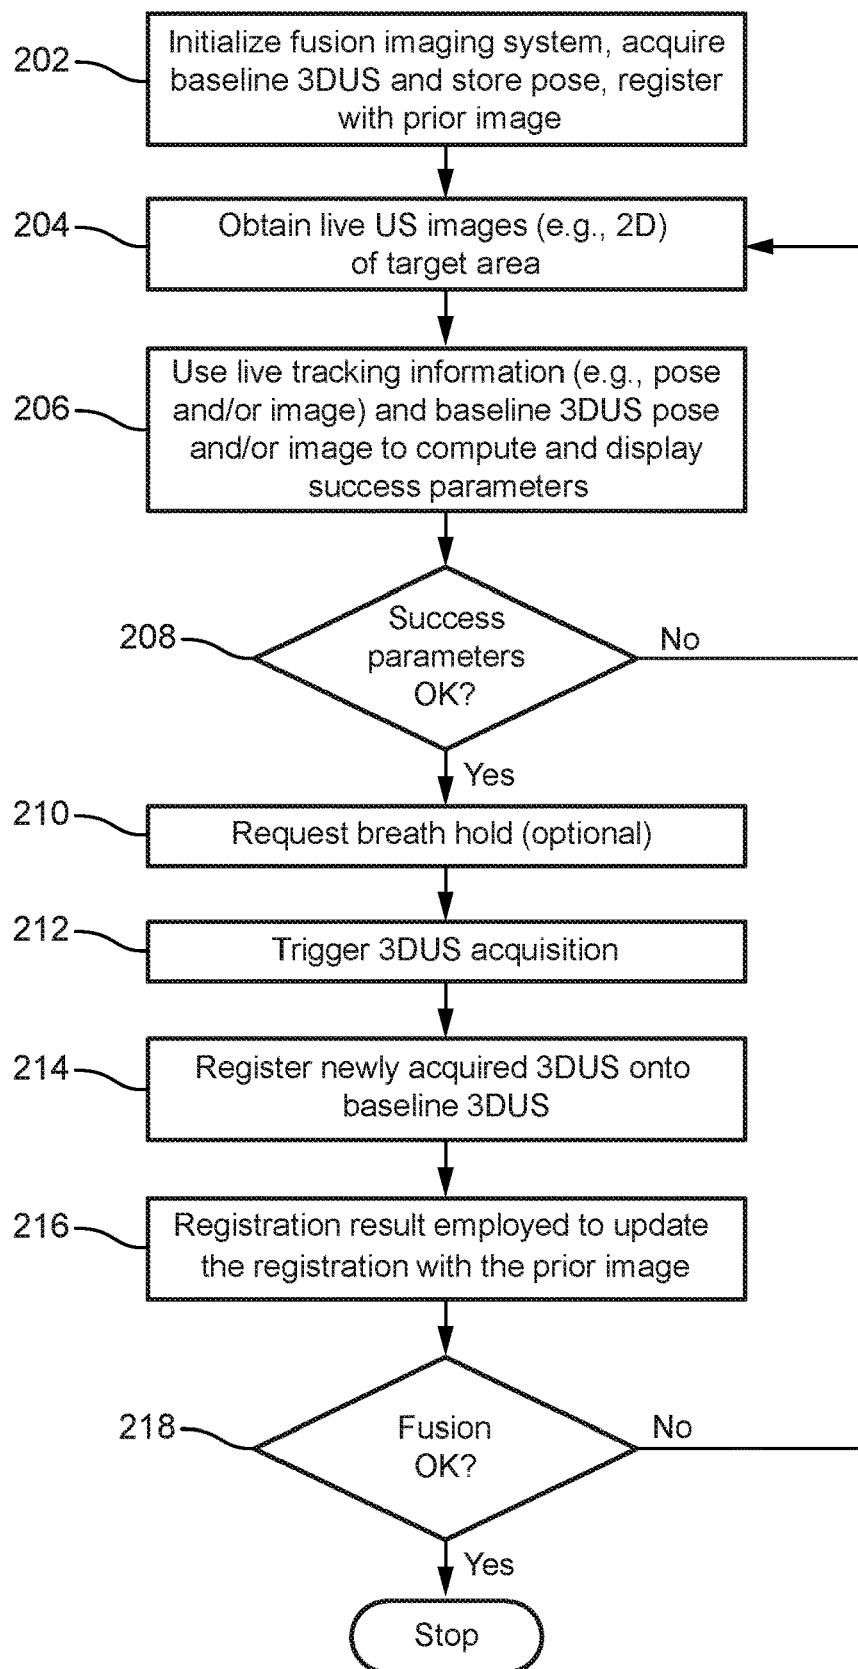 202
Initialize fusion imaging system, acquire
baseline 3DUS and store pose, register
with prior image
204
Obtain live US images (e.g., 2D)
of target area
206
Use live tracking information (e.g., pose
and/or image) and baseline 3DUS pose
and/or image to compute and display
success parameters
208
Success
parameters
OK?
No
Yes
210
Request breath hold (optional)
212
Trigger 3DUS acquisition
214
Register newly acquired 3DUS onto
baseline 3DUS
216
Registration result employed to update
the registration with the prior image
218
Fusion
OK?
No
Yes
Stop